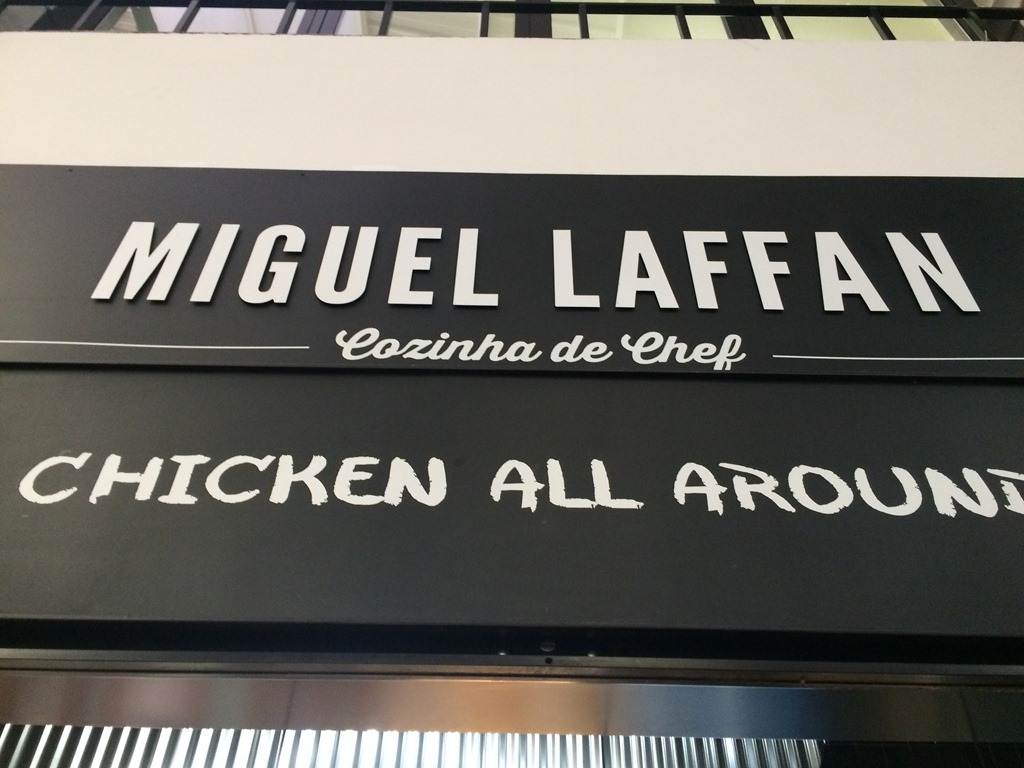 MIGUEL LAFFAN
Cozinha de Chef
CHICKEN ALL AROUND